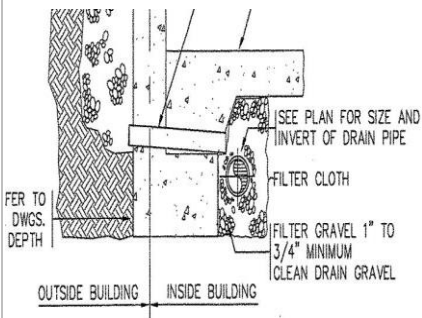 SEE PLAN FOR SIZE AND
INVERT OF DRAIN PIPE
FILTER CLOTH
FER TO
DWGS.
DEPTH
FILTER GRAVEL 1" TO
3/4" MINIMUM
CLEAN DRAIN GRAVEL
OUTSIDE BUILDING
INSIDE BUILDING